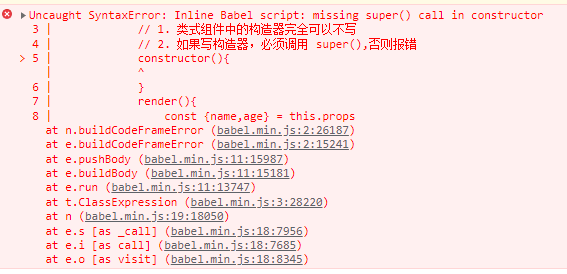 Uncaught SyntaxError: Inline Babel script: missing super() call in constructor
3 | // 1. 类式组件中的构造器完全可以不写
4 | // 2. 如果写构造器，必须调用 super(),否则报错
> 5 | constructor(){
| ^
6 | }
7 | render(){
8 | const {name,age} = this.props
at n.buildCodeFrameError (babel.min.js:2:26187)
at e.buildCodeFrameError (babel.min.js:2:15241)
at e.pushBody (babel.min.js:11:15987)
at e.buildBody (babel.min.js:11:15181)
at e.run (babel.min.js:11:13747)
at t.ClassExpression (babel.min.js:3:28220)
at n (babel.min.js:19:18050)
at e.s [as _call] (babel.min.js:18:7956)
at e.i [as call] (babel.min.js:18:7685)
at e.o [as visit] (babel.min.js:18:8345)